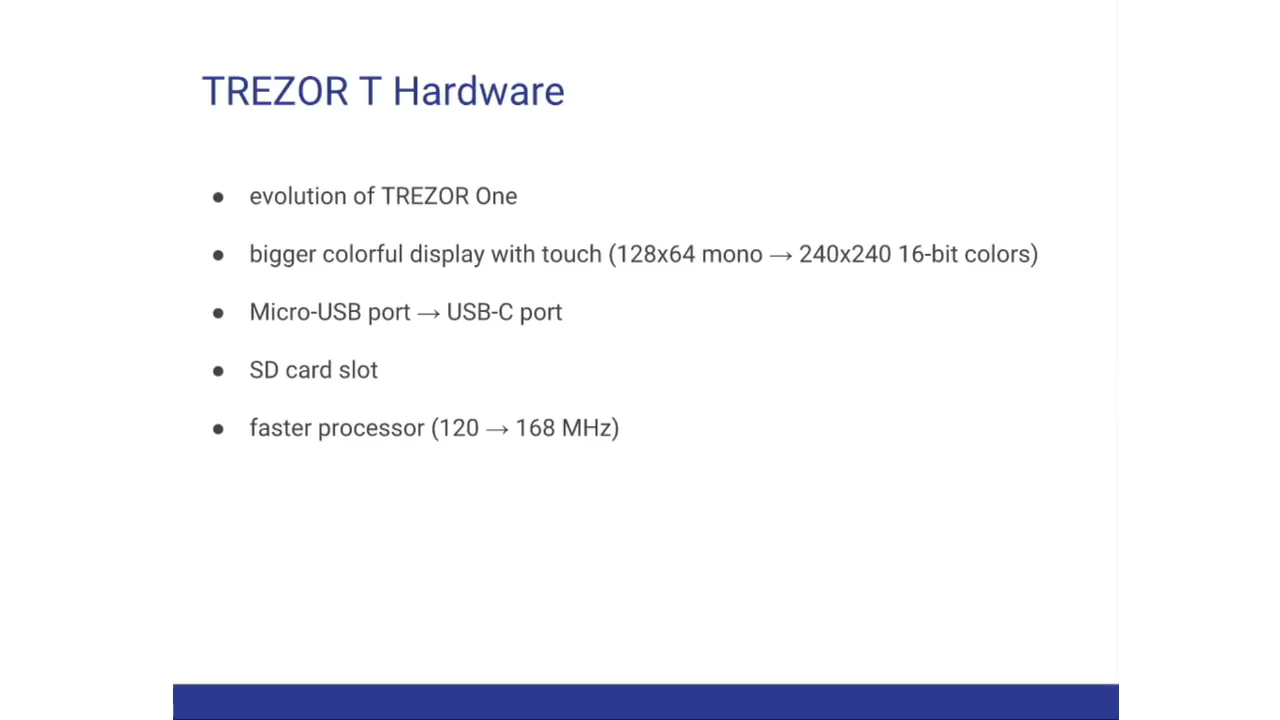 TREZOR T Hardware
● evolution of TREZOR One
● bigger colorful display with touch (128x64 mono → 240x240 16-bit colors)
● Micro-USB port → USB-C port
● SD card slot
● faster processor (120 → 168 MHz)